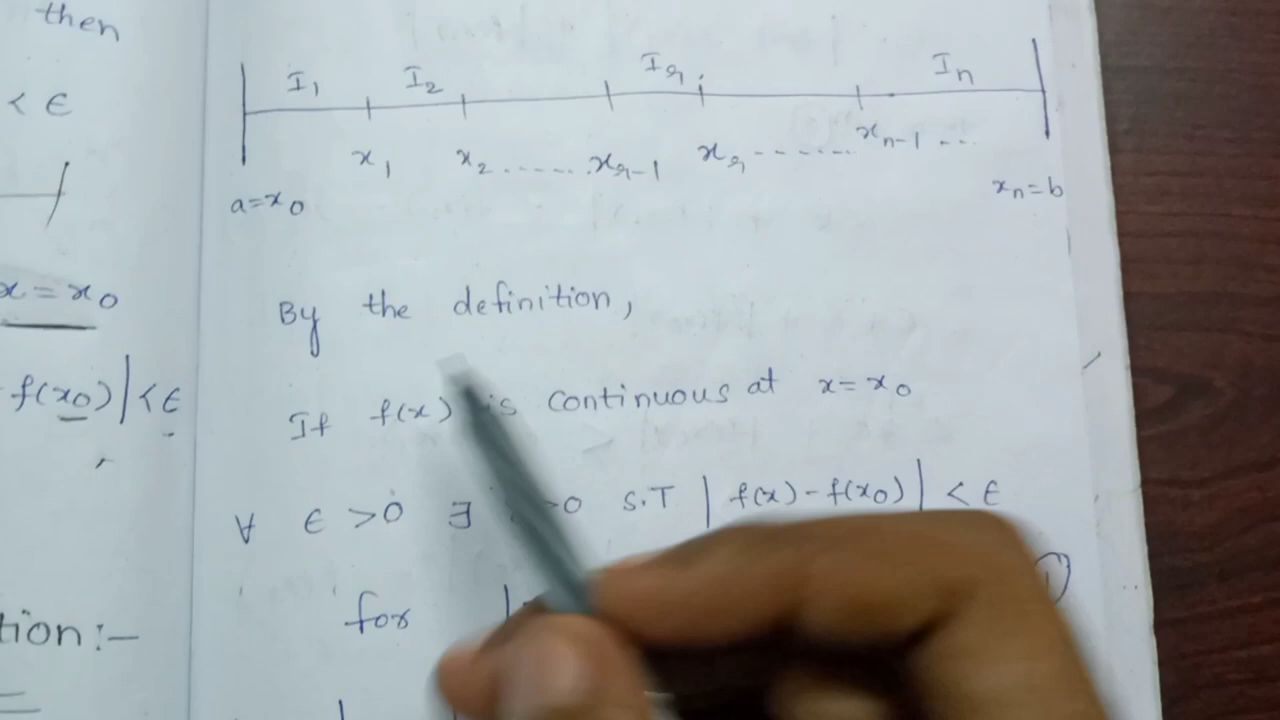 then
< ϵ
x = x₀
f(x₀)| < ϵ
tion :-
I₁ I₂ Iᵣ Iₙ
x₁ x₂ ...... xᵣ₋₁ xᵣ ------ xₙ₋₁ ...
a = x₀ xₙ = b
By the definition,
If f(x) is continuous at x = x₀
∀ ϵ > 0 ∃ >0 S.T | f(x) - f(x₀) | < ϵ
for |